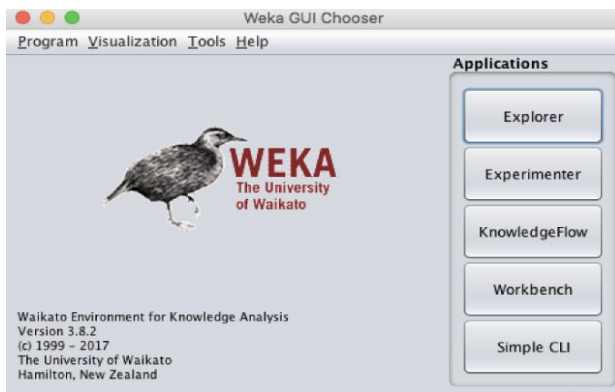 Weka GUI Chooser
Program Visualization Tools Help
Applications
Explorer
Experimenter
KnowledgeFlow
Workbench
Simple CLI
WEKA
The University
of Waikato
Waikato Environment for Knowledge Analysis
Version 3.8.2
(c) 1999 - 2017
The University of Waikato
Hamilton, New Zealand